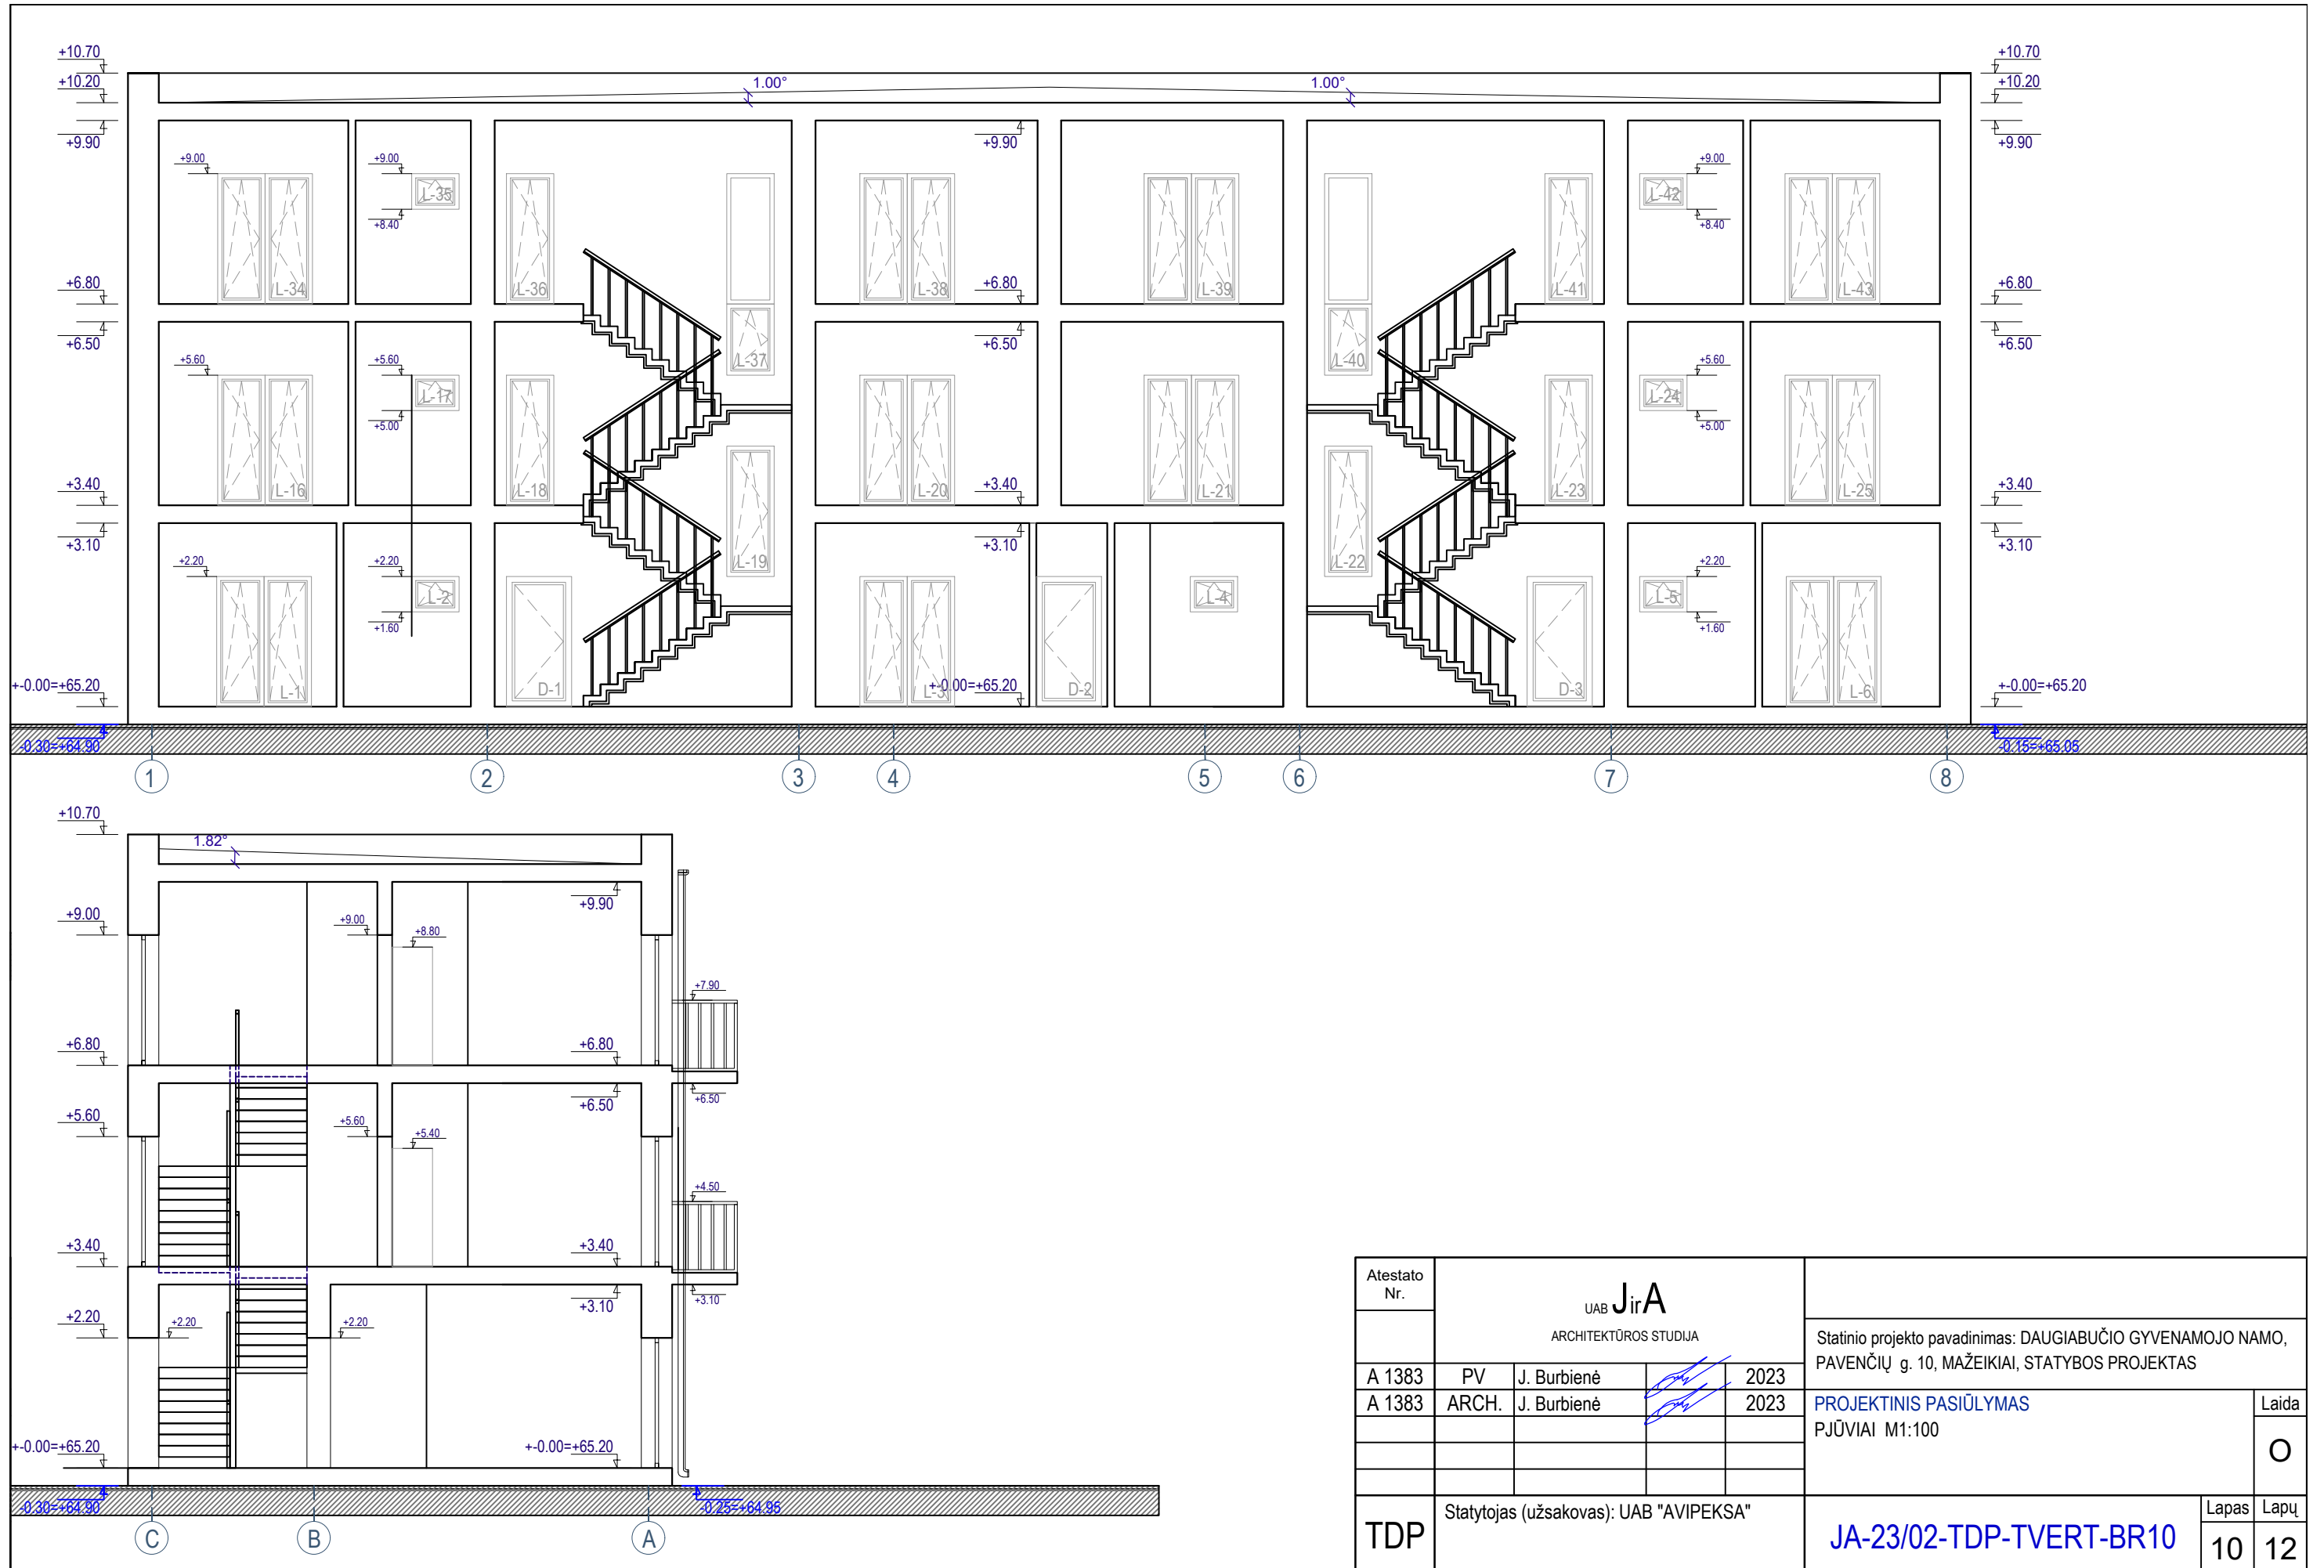 +10.70
+10.20
1.00°
1.00°
+10.70
+10.20
+9.90
+9.90
+9.90
+9.00
+9.00
+9.00
L-35
L-42
+8.40
+8.40
+6.80
+6.80
+6.80
L-34
L-36
L-38
L-39
L-41
L-43
+6.50
+6.50
+6.50
L-37
L-40
+5.60
+5.60
+5.60
L-17
L-24
+5.00
+5.00
+3.40
+3.40
+3.40
L-16
L-18
L-20
L-21
L-23
L-25
+3.10
+3.10
+3.10
L-19
L-22
+2.20
+2.20
+2.20
L-2
L-4
L-5
+1.60
+1.60
+-0.00=+65.20
L-1
D-1
L-3
+-0.00=+65.20
D-2
D-3
L-6
+-0.00=+65.20
-0.30=+64.90
-0.15=+65.05
1
2
3
4
5
6
7
8
+10.70
1.82°
+9.90
+9.00
+9.00
+8.80
+7.90
+6.80
+6.80
+6.50
+6.50
+5.60
+5.60
+5.40
+4.50
+3.40
+3.40
+3.10
+3.10
+2.20
+2.20
+2.20
+-0.00=+65.20
+-0.00=+65.20
-0.30=+64.90
-0.25=+64.95
C
B
A
Atestato
Nr.
UAB JirA
ARCHITEKTŪROS STUDIJA
Statinio projekto pavadinimas: DAUGIABUČIO GYVENAMOJO NAMO,
PAVENČIŲ g. 10, MAŽEIKIAI, STATYBOS PROJEKTAS
A 1383 PV J. Burbienė 2023
A 1383 ARCH. J. Burbienė 2023
PROJEKTINIS PASIŪLYMAS
PJŪVIAI M1:100
Laida
O
TDP
Statytojas (užsakovas): UAB "AVIPEKSA"
JA-23/02-TDP-TVERT-BR10
Lapas
Lapų
10
12